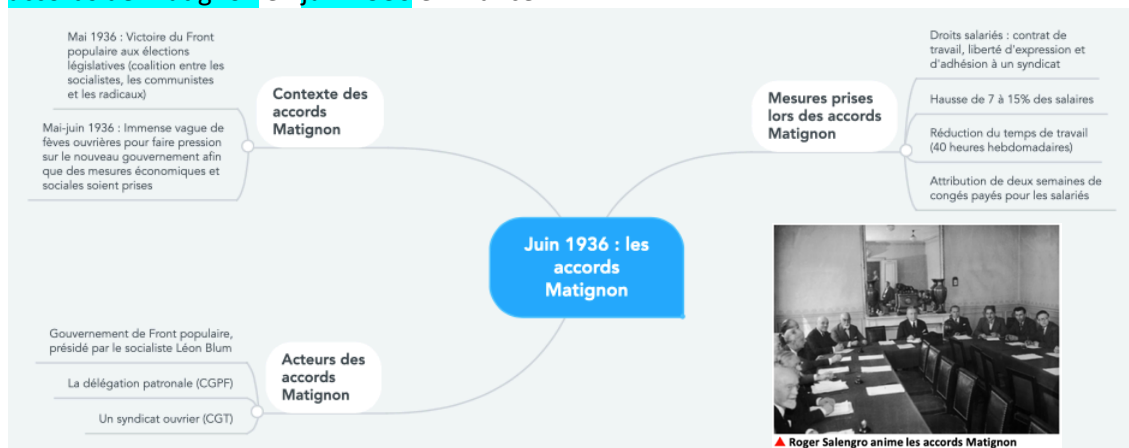 Mai 1936 : Victoire du Front
populaire aux élections
législatives (coalition entre les
socialistes, les communistes
et les radicaux)
Mai-juin 1936 : Immense vague de
fèves ouvrières pour faire pression
sur le nouveau gouvernement afin
que des mesures économiques et
sociales soient prises
Contexte des
accords
Matignon
Mesures prises
lors des accords
Matignon
Droits salariés : contrat de
travail, liberté d'expression et
d'adhésion à un syndicat
Hausse de 7 à 15% des salaires
Réduction du temps de travail
(40 heures hebdomadaires)
Attribution de deux semaines de
congés payés pour les salariés
Juin 1936 : les
accords
Matignon
Gouvernement de Front populaire,
présidé par le socialiste Léon Blum
La délégation patronale (CGPF)
Un syndicat ouvrier (CGT)
Acteurs des
accords
Matignon
Roger Salengro anime les accords Matignon